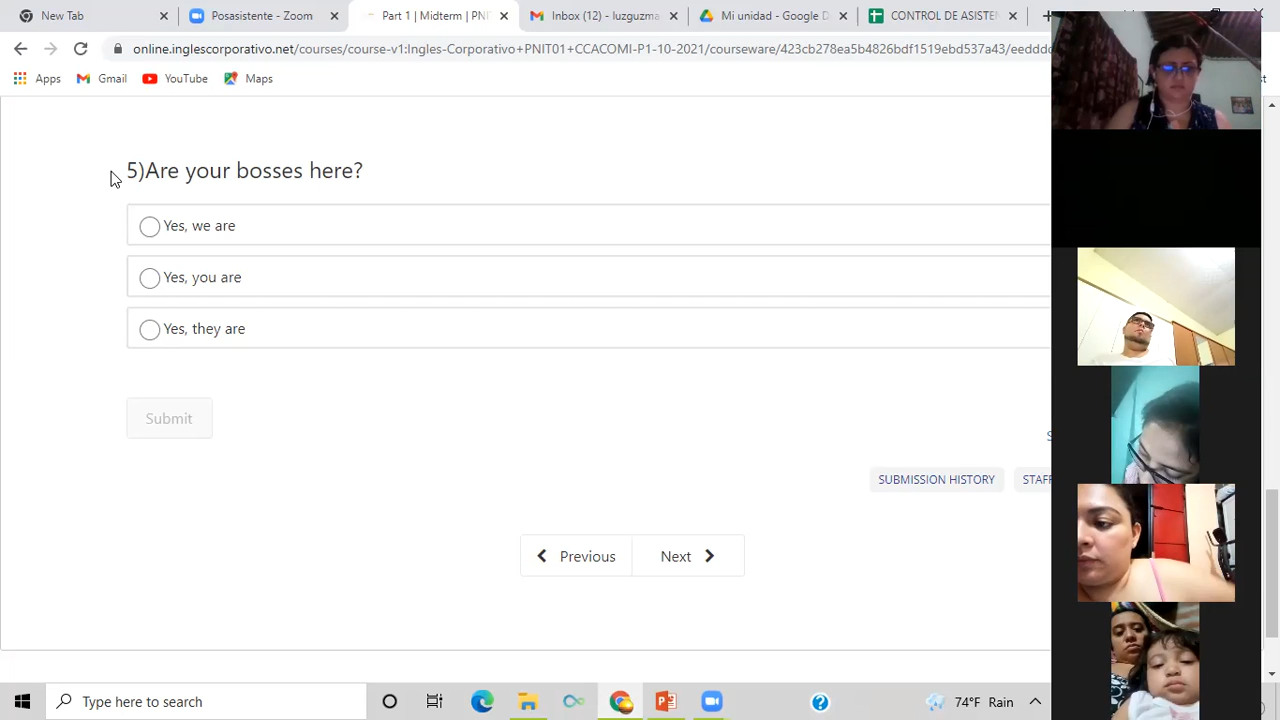 New Tab
Posasistente - Zoom
Part 1 | Midterm | PNIT
Inbox (12) - luzguzma
Mi unidad - Google D
CONTROL DE ASISTEN
online.inglescorporativo.net/courses/course-v1:Ingles-Corporativo+PNIT01+CCACOMI-P1-10-2021/courseware/423cb278ea5b4826bdf1519ebd537a43/eeddd
Apps
Gmail
YouTube
Maps
5)Are your bosses here?
Yes, we are
Yes, you are
Yes, they are
Submit
SUBMISSION HISTORY
STAFF
Previous
Next
Type here to search
74°F Rain